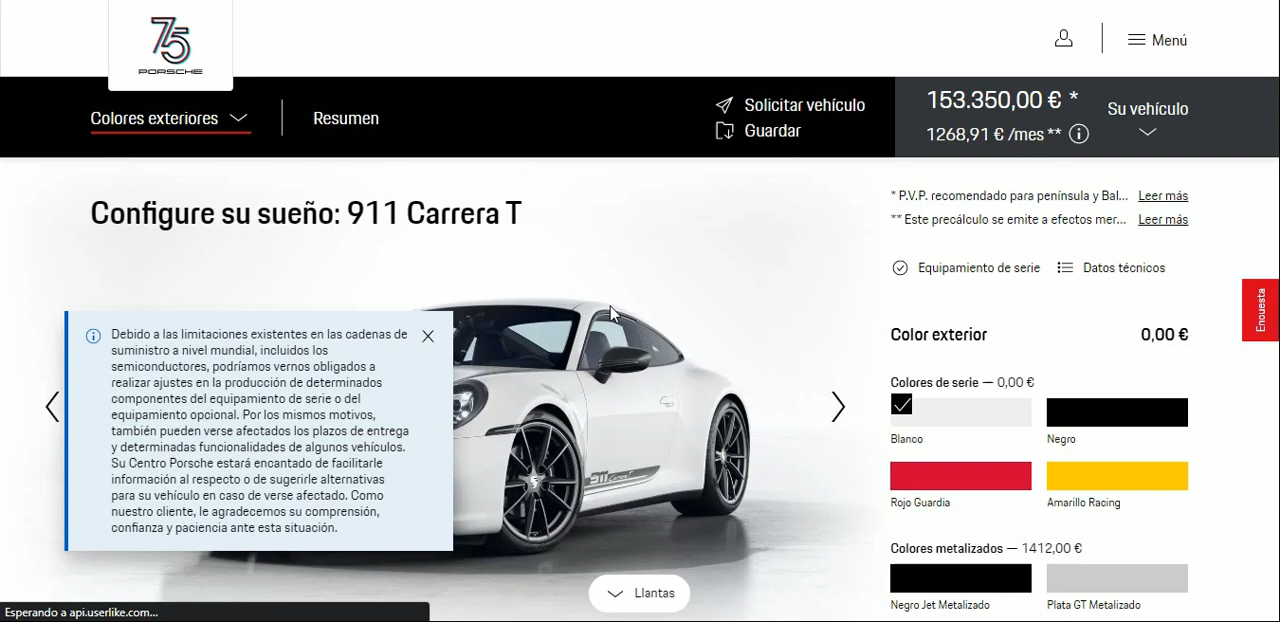 75
PORSCHE
Menú
Colores exteriores
Resumen
Solicitar vehículo
Guardar
153.350,00 € *
1268,91 € /mes **
Su vehículo
Configure su sueño: 911 Carrera T
* P.V.P. recomendado para península y Bal... Leer más
** Este precálculo se emite a efectos mer... Leer más
Equipamiento de serie
Datos técnicos
Encuesta
Debido a las limitaciones existentes en las cadenas de
suministro a nivel mundial, incluidos los
semiconductores, podríamos vernos obligados a
realizar ajustes en la producción de determinados
componentes del equipamiento de serie o del
equipamiento opcional. Por los mismos motivos,
también pueden verse afectados los plazos de entrega
y determinadas funcionalidades de algunos vehículos.
Su Centro Porsche estará encantado de facilitarle
información al respecto o de sugerirle alternativas
para su vehículo en caso de verse afectado. Como
nuestro cliente, le agradecemos su comprensión,
confianza y paciencia ante esta situación.
911 Carrera T
Color exterior 0,00 €
Colores de serie — 0,00 €
Blanco
Negro
Rojo Guardia
Amarillo Racing
Colores metalizados — 1412,00 €
Negro Jet Metalizado
Plata GT Metalizado
Llantas
Esperando a api.userlike.com...